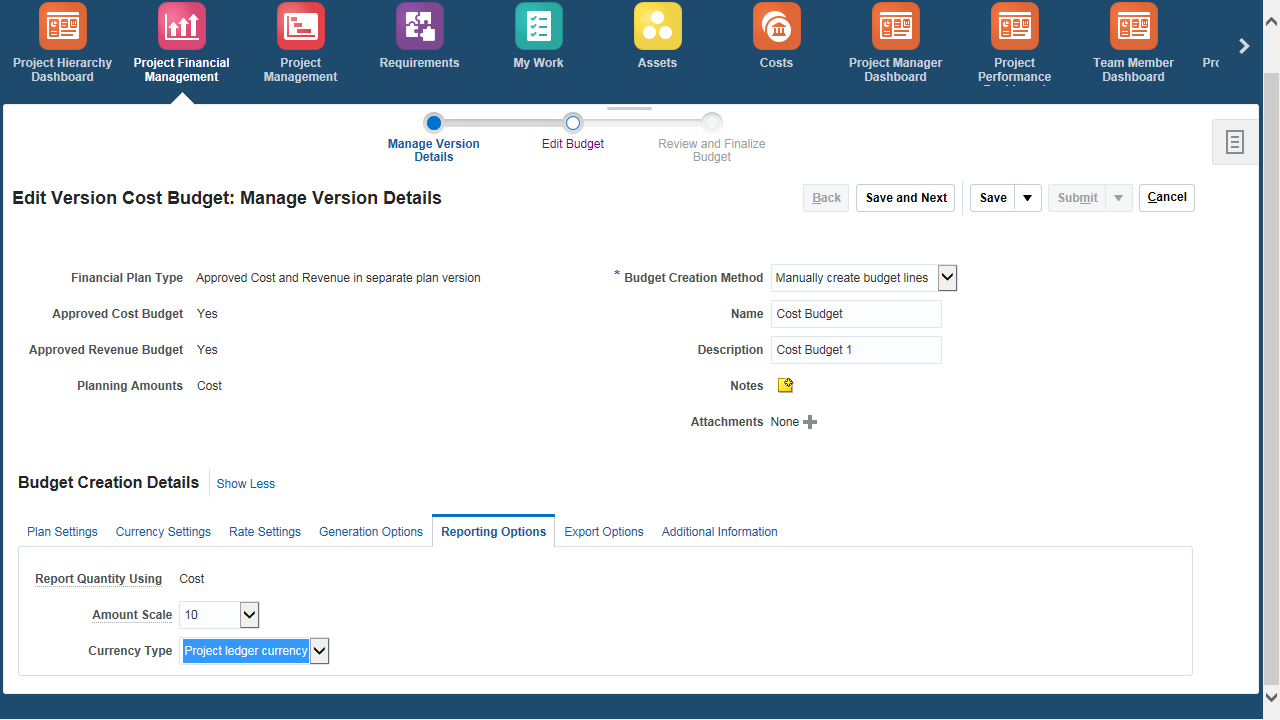 Project Hierarchy
Dashboard
Project Financial
Management
Project
Management
Requirements
My Work
Assets
Costs
Project Manager
Dashboard
Project
Performance
Team Member
Dashboard
Manage Version
Details
Edit Budget
Review and Finalize
Budget
Edit Version Cost Budget: Manage Version Details
Back
Save and Next
Save
Submit
Cancel
Financial Plan Type Approved Cost and Revenue in separate plan version
Approved Cost Budget Yes
Approved Revenue Budget Yes
Planning Amounts Cost
* Budget Creation Method Manually create budget lines
Name Cost Budget
Description Cost Budget 1
Notes
Attachments None
Budget Creation Details Show Less
Plan Settings Currency Settings Rate Settings Generation Options Reporting Options Export Options Additional Information
Report Quantity Using Cost
Amount Scale 10
Currency Type Project ledger currency